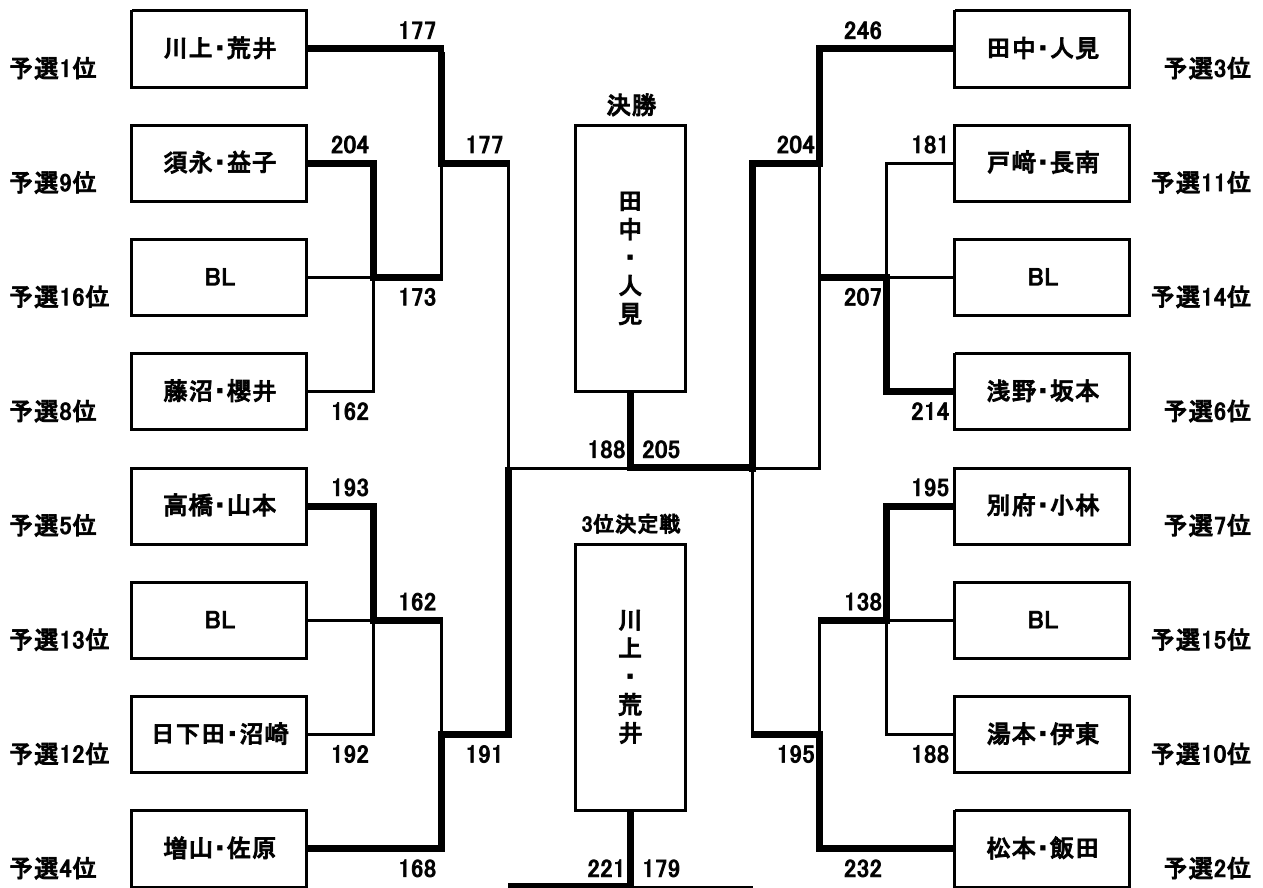 予選1位
川上・荒井
177
予選9位
須永・益子
204
177
予選16位
BL
173
予選8位
藤沼・櫻井
162
予選5位
高橋・山本
193
予選13位
BL
162
予選12位
日下田・沼崎
192
191
予選4位
増山・佐原
168
決勝
田中・人見
188
205
3位決定戦
川上・荒井
221
179
246
田中・人見
予選3位
204
181
戸﨑・長南
予選11位
207
BL
予選14位
214
浅野・坂本
予選6位
195
別府・小林
予選7位
138
BL
予選15位
195
188
湯本・伊東
予選10位
232
松本・飯田
予選2位